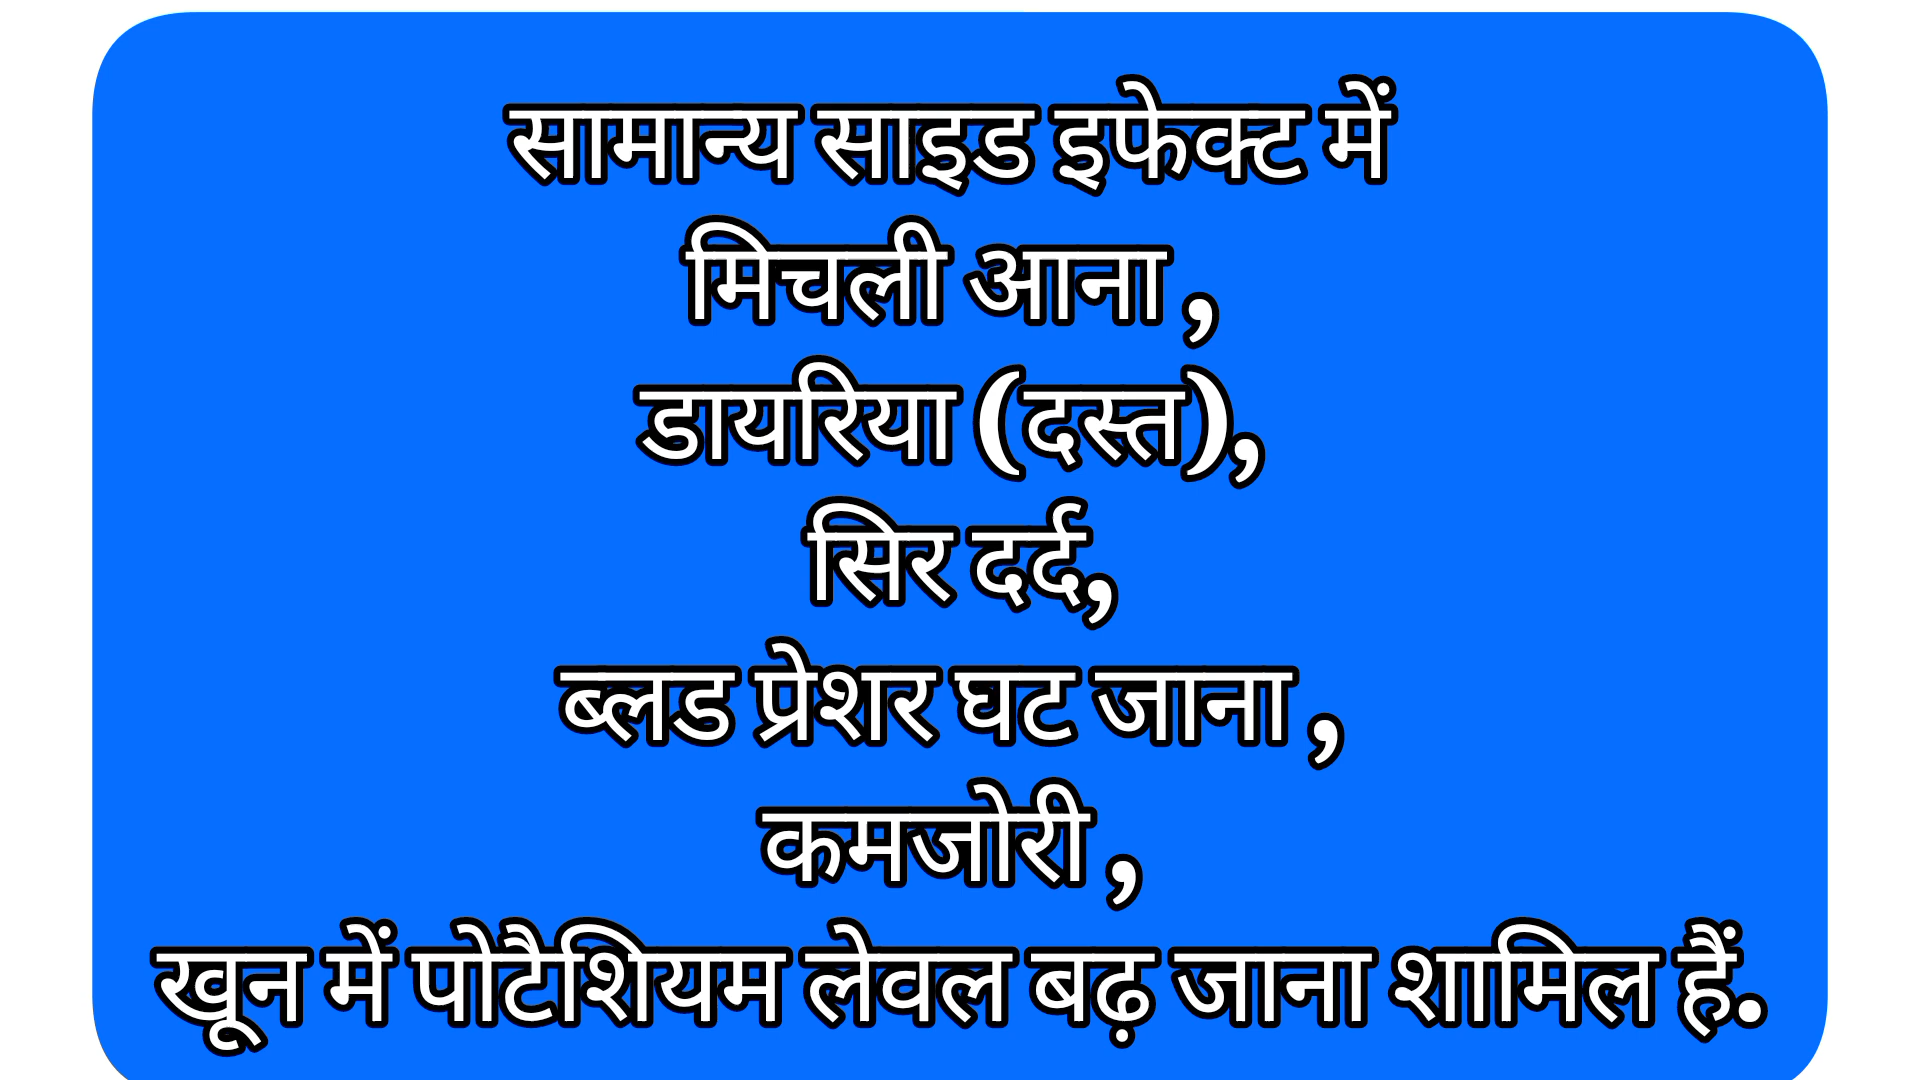 सामान्य साइड इफेक्ट में
मिचली आना ,
डायरिया (दस्त),
सिर दर्द,
ब्लड प्रेशर घट जाना ,
कमजोरी ,
खून में पोटैशियम लेवल बढ़ जाना शामिल हैं.